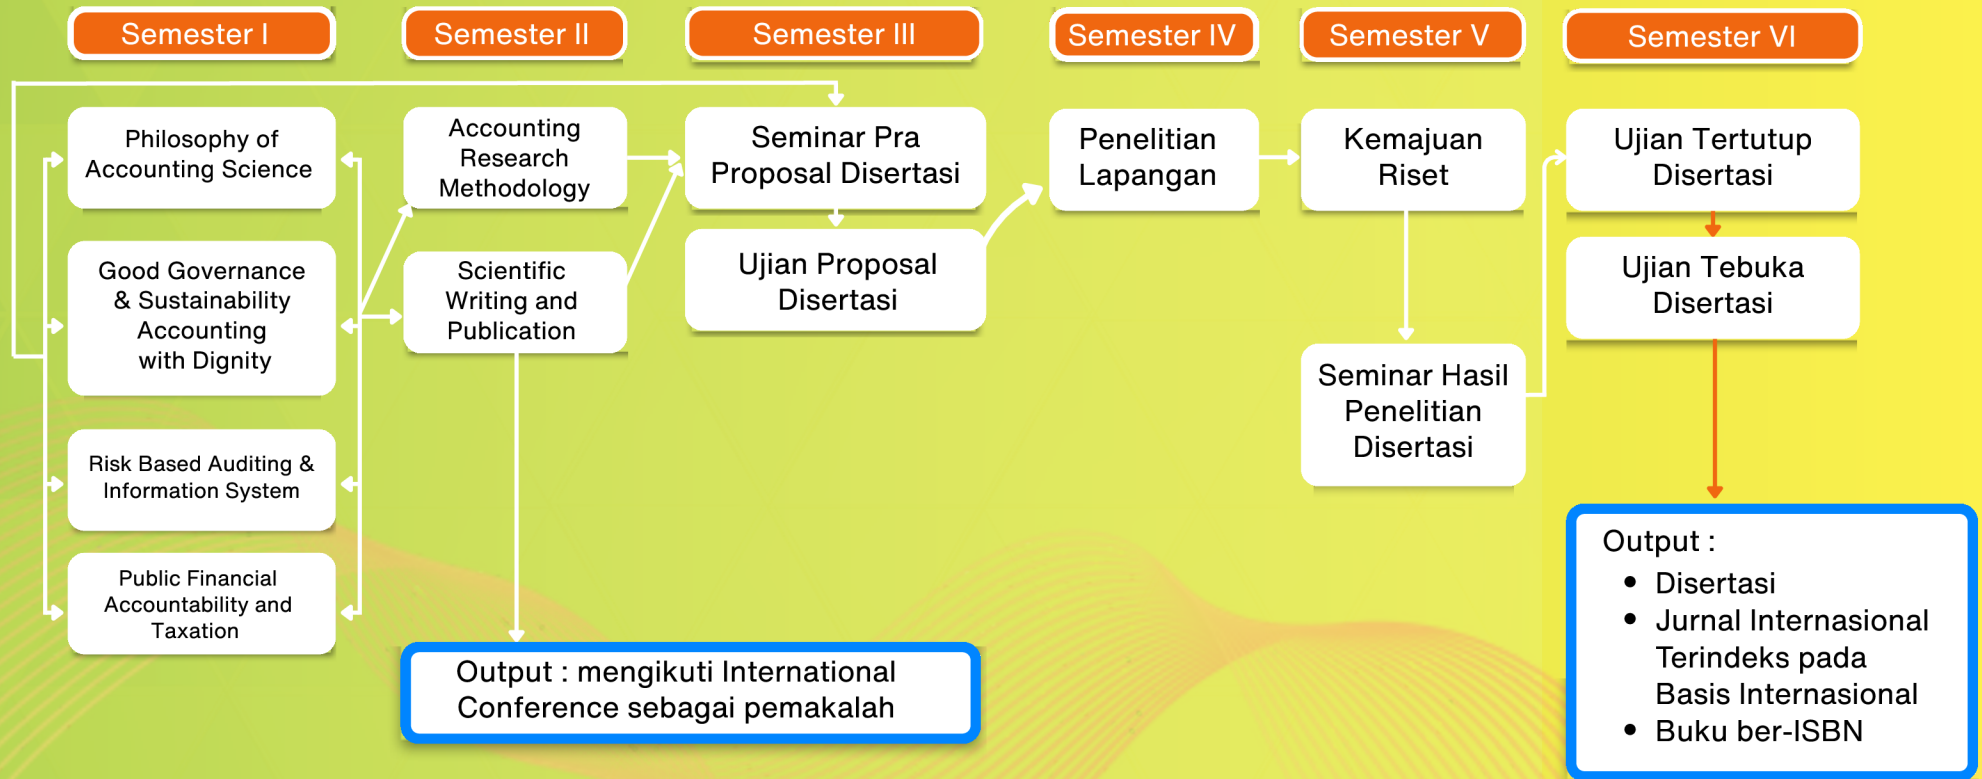 Semester I
Semester II
Semester III
Semester IV
Semester V
Semester VI
Philosophy of
Accounting Science
Good Governance
& Sustainability
Accounting
with Dignity
Risk Based Auditing &
Information System
Public Financial
Accountability and
Taxation
Accounting
Research
Methodology
Scientific
Writing and
Publication
Output : mengikuti International
Conference sebagai pemakalah
Seminar Pra
Proposal Disertasi
Ujian Proposal
Disertasi
Penelitian
Lapangan
Kemajuan
Riset
Seminar Hasil
Penelitian
Disertasi
Ujian Tertutup
Disertasi
Ujian Tebuka
Disertasi
Output :
• Disertasi
• Jurnal Internasional
Terindeks pada
Basis Internasional
• Buku ber-ISBN